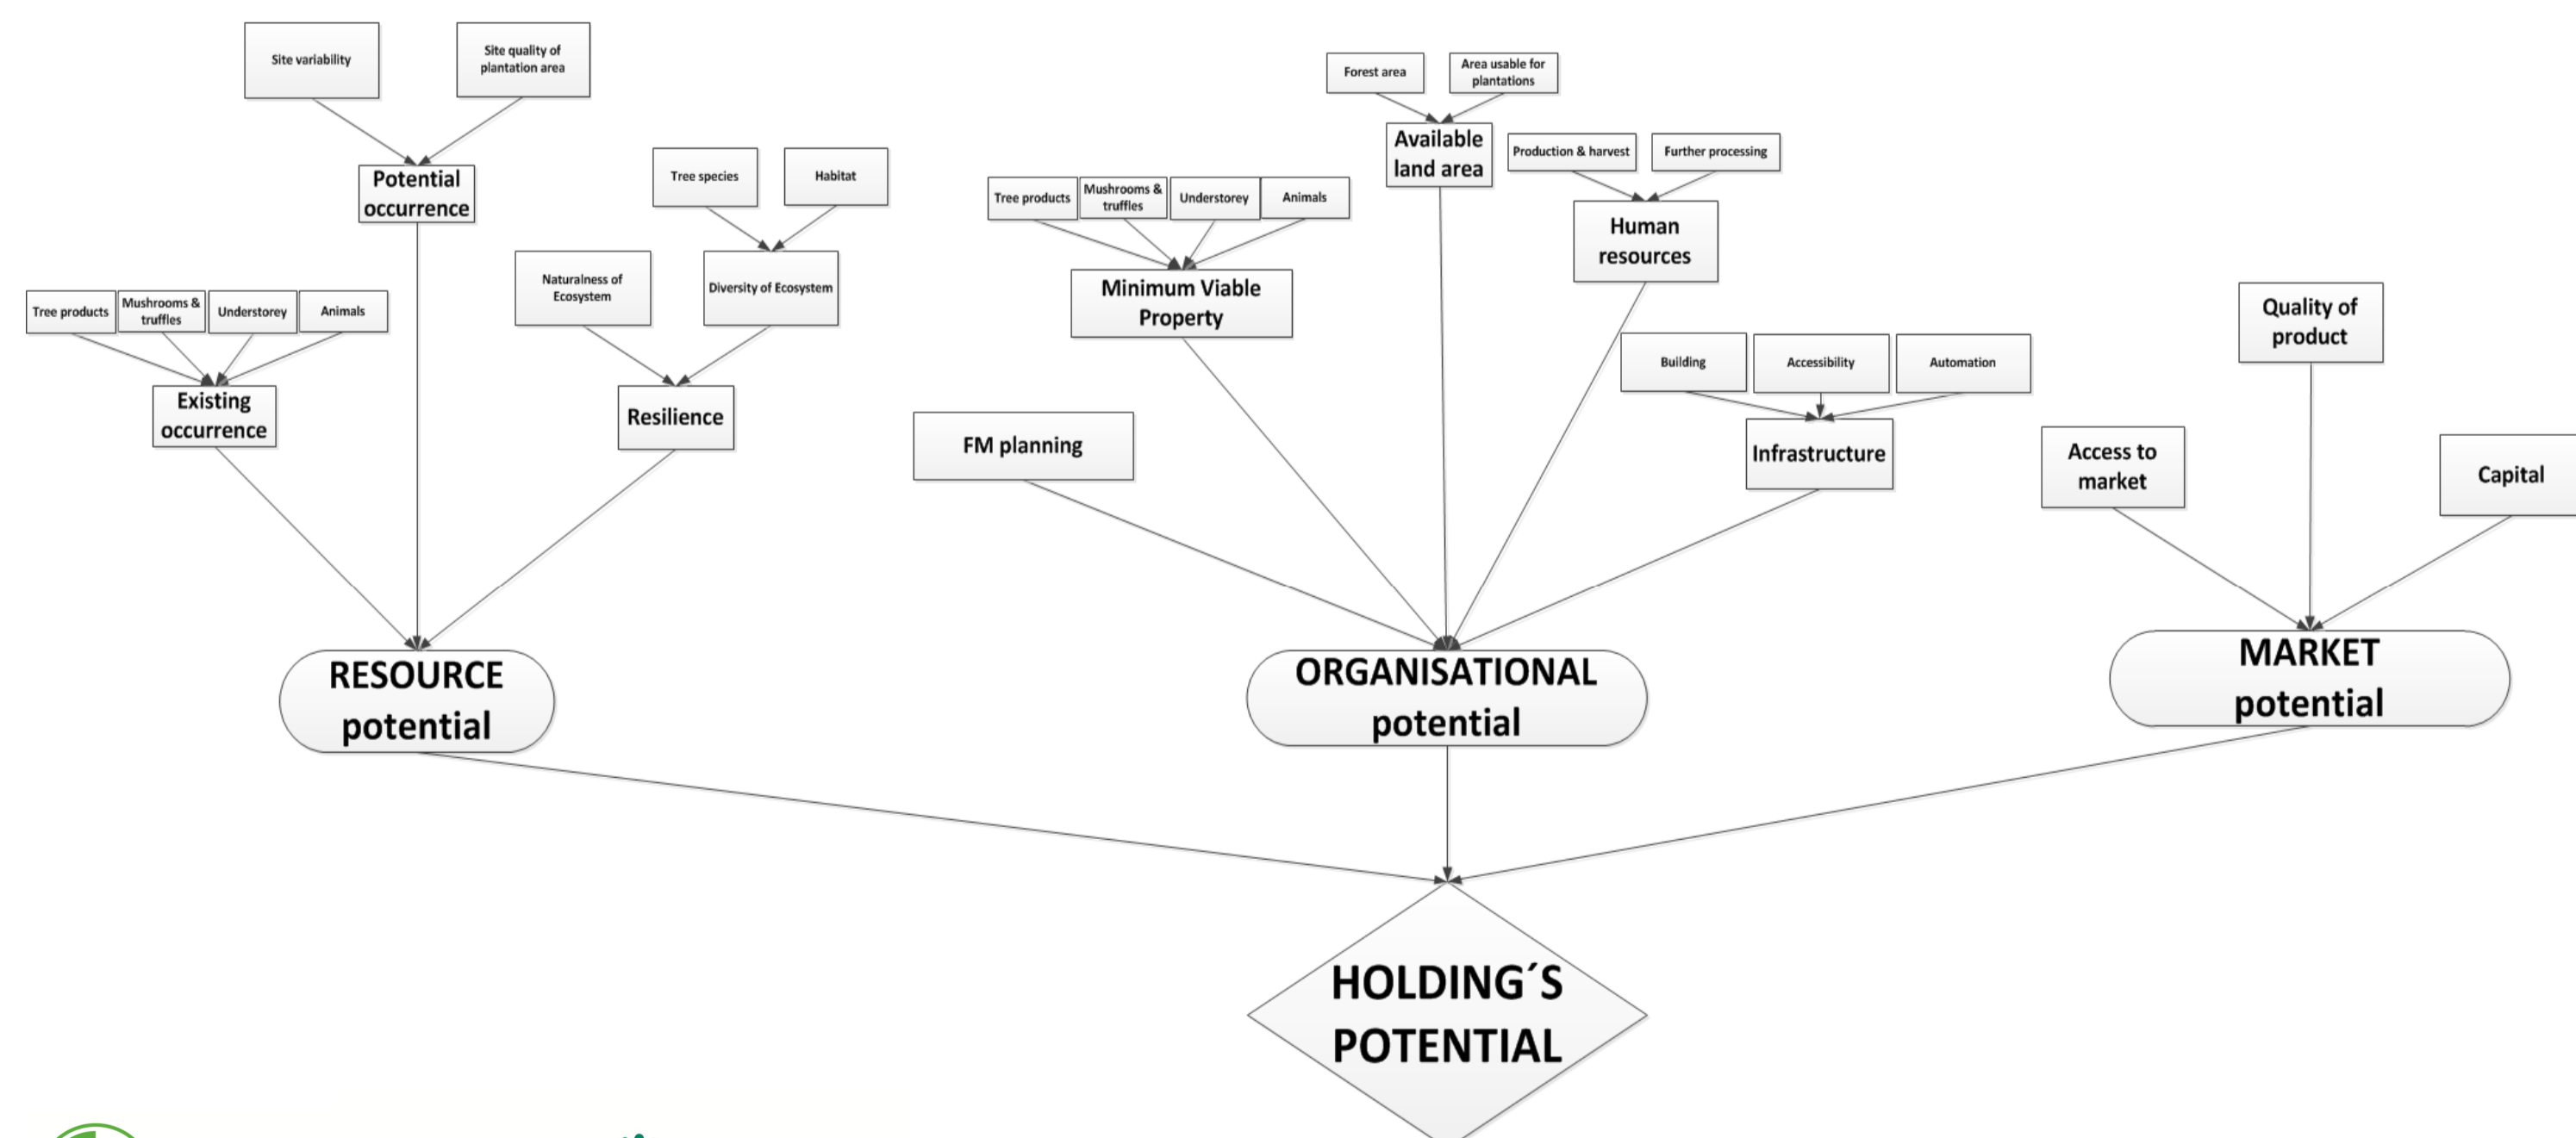 Site variability
Site quality of
plantation area
Forest area
Area usable for
plantations
Potential
occurrence
Tree species
Habitat
Available
land area
Production & harvest
Further processing
Tree products
Mushrooms &
truffles
Understorey
Animals
Human
resources
Naturalness of
Ecosystem
Diversity of Ecosystem
Minimum Viable
Property
Tree products
Mushrooms &
truffles
Understorey
Animals
Quality of
product
Building
Accessibility
Automation
Existing
occurrence
Resilience
FM planning
Infrastructure
Access to
market
Capital
RESOURCE
potential
ORGANISATIONAL
potential
MARKET
potential
HOLDING´S
POTENTIAL